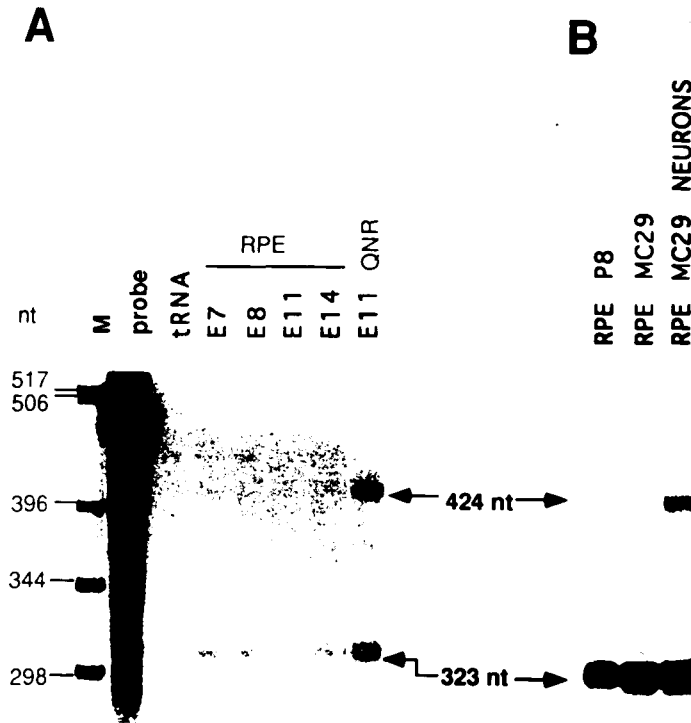 A
B
nt
M
probe
tRNA
RPE
E7
E8
E11
E14
E11 QNR
RPE P8
RPE MC29
RPE MC29 NEURONS
517
506
396
344
298
424 nt
323 nt